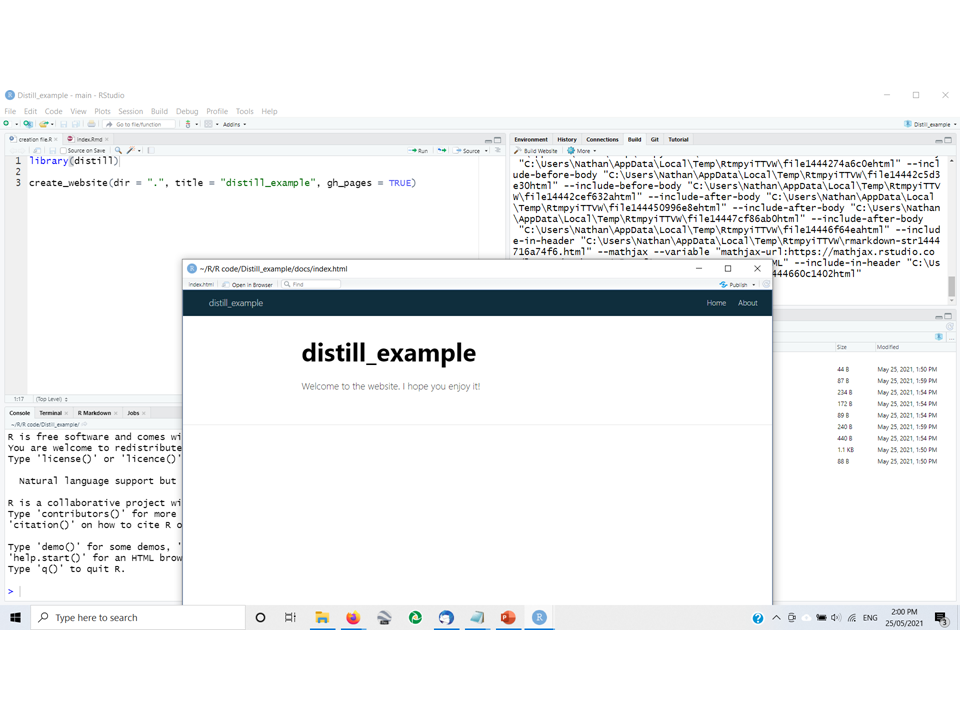 Distill_example - main - RStudio
File Edit Code View Plots Session Build Debug Profile Tools Help
Go to file/function Addins Distill_example
creation file.R index.Rmd
Source on Save Run Source
1 library(distill)
2
3 create_website(dir = ".", title = "distill_example", gh_pages = TRUE)
1:17 (Top Level)
Environment History Connections Build Git Tutorial
Build Website More
"C:\Users\Nathan\AppData\Local\Temp\RtmpyiTTVW\file1444274a6c0ehtml" --incl
ude-before-body "C:\Users\Nathan\AppData\Local\Temp\RtmpyiTTVW\file14442c5d3
e30html" --include-before-body "C:\Users\Nathan\AppData\Local\Temp\RtmpyiTTV
W\file14442cef632ahtml" --include-after-body "C:\Users\Nathan\AppData\Local
\Temp\RtmpyiTTVW\file144450996e8ehtml" --include-after-body "C:\Users\Nathan
\AppData\Local\Temp\RtmpyiTTVW\file14447cf86ab0html" --include-after-body
"C:\Users\Nathan\AppData\Local\Temp\RtmpyiTTVW\file14446f64eahtml" --includ
e-in-header "C:\Users\Nathan\AppData\Local\Temp\RtmpyiTTVW\rmarkdown-str1444
716a74f6.html" --mathjax --variable "mathjax-url:https://mathjax.rstudio.co
ML" --include-in-header "C:\Us
444660c1402html"
~/R/R code/Distill_example/docs/index.html
index.html Open in Browser Find Publish
distill_example Home About
distill_example
Welcome to the website. I hope you enjoy it!
Size Modified
44 B May 25, 2021, 1:50 PM
87 B May 25, 2021, 1:59 PM
234 B May 25, 2021, 1:54 PM
172 B May 25, 2021, 1:54 PM
89 B May 25, 2021, 1:54 PM
240 B May 25, 2021, 1:59 PM
440 B May 25, 2021, 1:54 PM
1.1 KB May 25, 2021, 1:50 PM
68 B May 25, 2021, 1:50 PM
Console Terminal R Markdown Jobs
~/R/R code/Distill_example/
R is free software and comes wi
You are welcome to redistribute
Type 'license()' or 'licence()'
Natural language support but
R is a collaborative project wi
Type 'contributors()' for more
'citation()' on how to cite R o
Type 'demo()' for some demos, '
'help.start()' for an HTML brow
Type 'q()' to quit R.
>
Type here to search
ENG
2:00 PM
25/05/2021
3